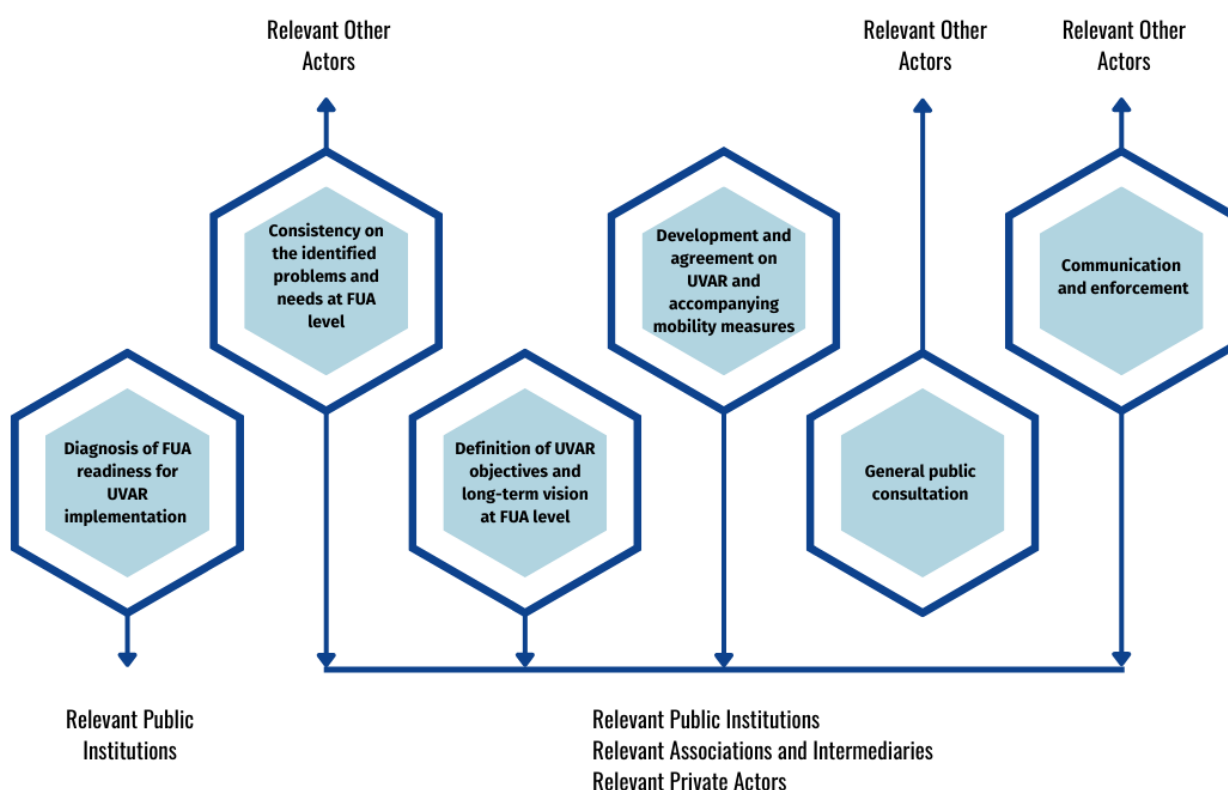 Relevant Other
Actors
Relevant Other
Actors
Relevant Other
Actors
Consistency on
the identified
problems and
needs at FUA
level
Development and
agreement on
UVAR and
accompanying
mobility measures
Communication
and enforcement
Diagnosis of FUA
readiness for
UVAR
implementation
Definition of UVAR
objectives and
long-term vision
at FUA level
General public
consultation
Relevant Public
Institutions
Relevant Public Institutions
Relevant Associations and Intermediaries
Relevant Private Actors